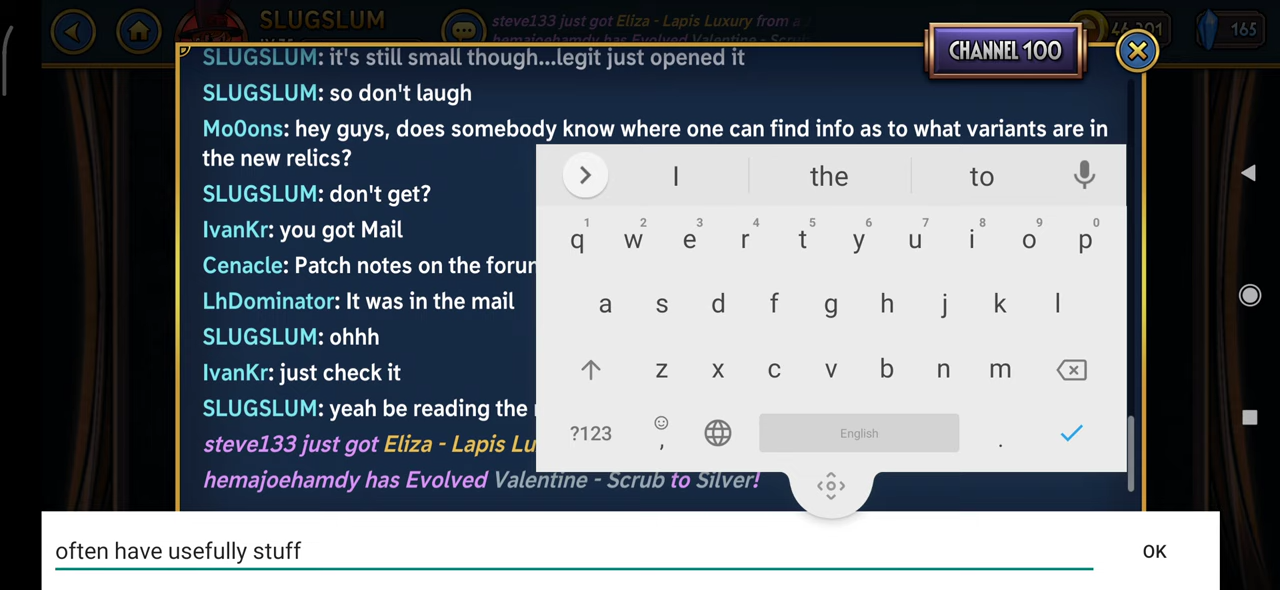 SLUGSLUM
steve133 just got Eliza - Lapis Luxury from a
hemajoehamdy has Evolved Valentine - Scrub
165
CHANNEL 100
SLUGSLUM: it's still small though...legit just opened it
SLUGSLUM: so don't laugh
Mo0ons: hey guys, does somebody know where one can find info as to what variants are in
the new relics?
SLUGSLUM: don't get?
IvanKr: you got Mail
Cenacle: Patch notes on the forum
LhDominator: It was in the mail
SLUGSLUM: ohhh
IvanKr: just check it
SLUGSLUM: yeah be reading the
steve133 just got Eliza - Lapis Lu
hemajoehamdy has Evolved Valentine - Scrub to Silver!
I the to
1 2 3 4 5 6 7 8 9 0
q w e r t y u i o p
a s d f g h j k l
z x c v b n m
?123 , English .
often have usefully stuff
OK